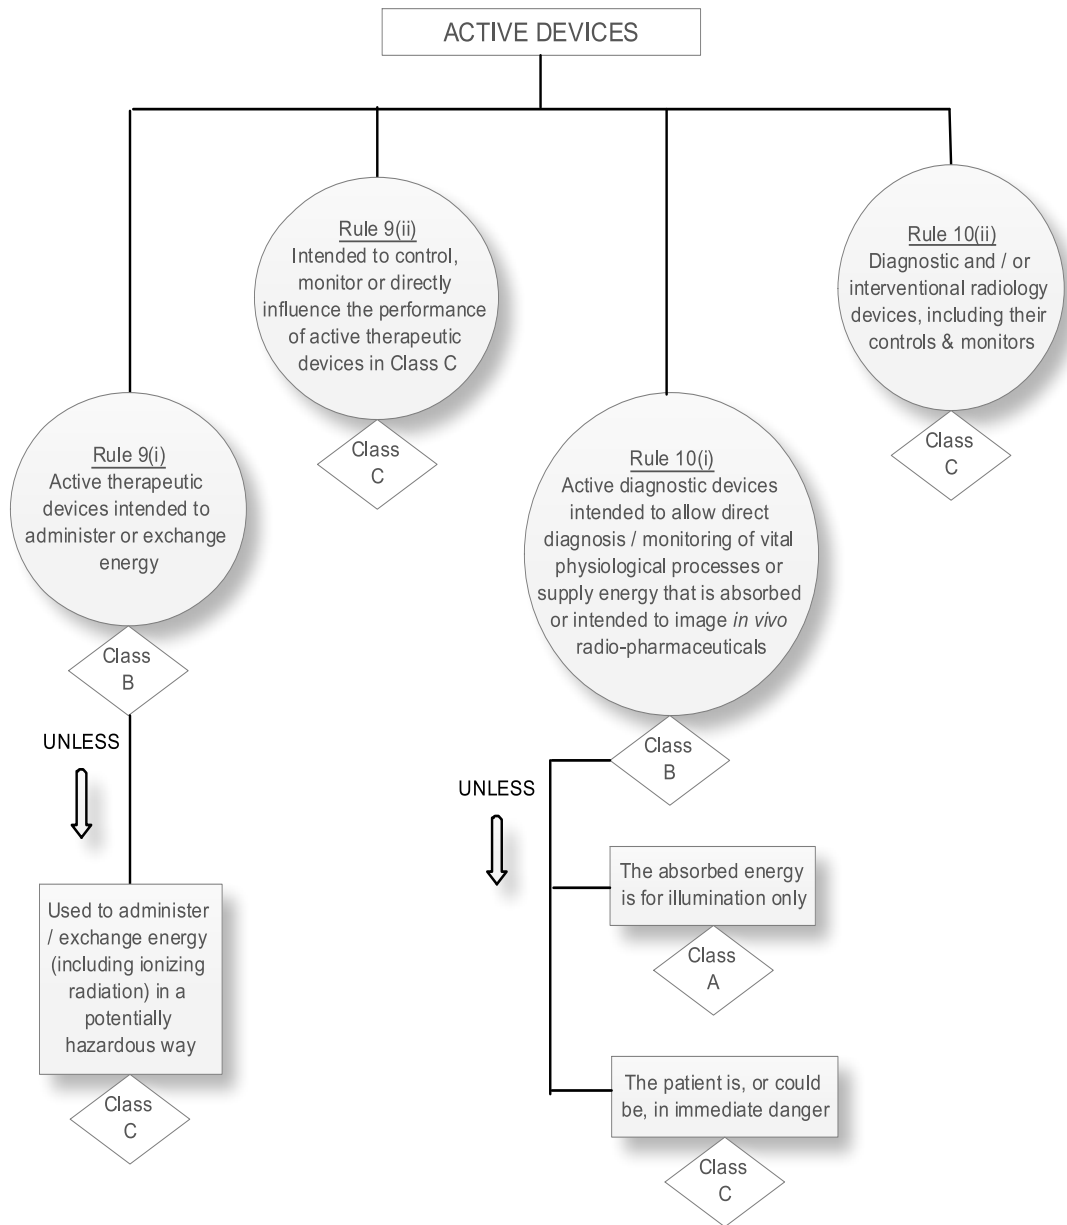 ACTIVE DEVICES
Rule 9(i)
Active therapeutic
devices intended to
administer or exchange
energy
Class
B
UNLESS
Used to administer
/ exchange energy
(including ionizing
radiation) in a
potentially
hazardous way
Class
C
Rule 9(ii)
Intended to control,
monitor or directly
influence the performance
of active therapeutic
devices in Class C
Class
C
Rule 10(i)
Active diagnostic devices
intended to allow direct
diagnosis / monitoring of vital
physiological processes or
supply energy that is absorbed
or intended to image in vivo
radio-pharmaceuticals
Class
B
UNLESS
The absorbed energy
is for illumination only
Class
A
The patient is, or could
be, in immediate danger
Class
C
Rule 10(ii)
Diagnostic and / or
interventional radiology
devices, including their
controls & monitors
Class
C